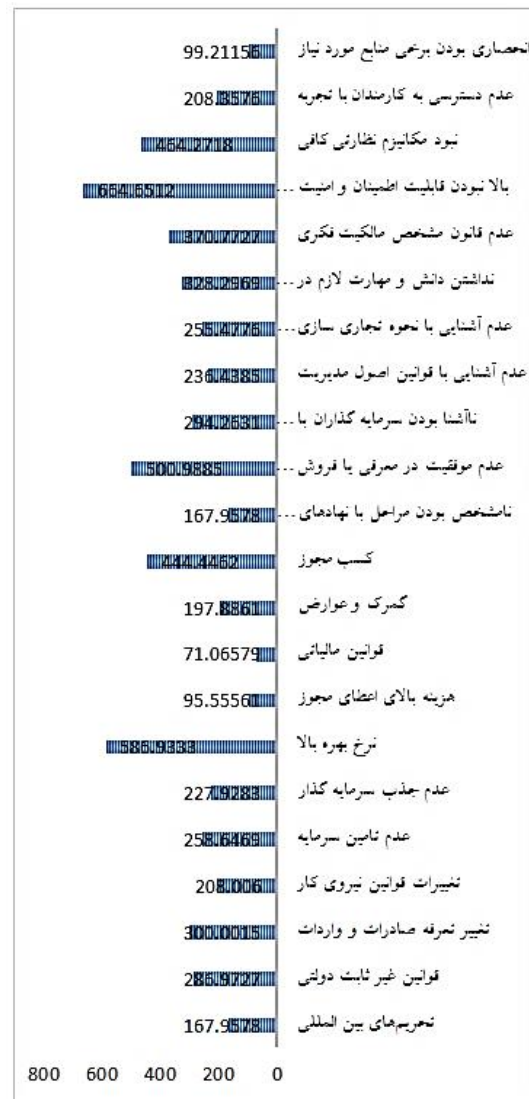 انحصاری بودن برخی منابع مورد نیاز 99.21156
عدم دسترسی به کارمندان با تجربه 208.3576
نبود مکانیزم نظارتی کافی 464.2718
بالا نبودن قابلیت اطمینان و امنیت 664.6512
عدم قانون مشخص مالکیت فکری 370.7727
نداشتن دانش و مهارت لازم در 328.2969
عدم آشنایی با نحوه تجاری سازی 255.4776
عدم آشنایی با قوانین اصول مدیریت 236.4385
ناآشنا بودن سرمایه گذاران با 294.2631
عدم موفقیت در معرفی یا فروش 500.9885
نامشخص بودن مراحل با نهادهای 167.9578
کسب مجوز 444.4462
گمرک و عوارض 197.8861
قوانین مالیاتی 71.06579
هزینه بالای اعطای مجوز 95.5556
نرخ بهره بالا 586.9333
عدم جذب سرمایه گذار 227.9283
عدم تامین سرمایه 258.6469
تغییرات قوانین نیروی کار 208.006
تغییر تعرفه صادرات و واردات 300.0015
قوانین غیر ثابت دولتی 286.9727
تحریم‌های بین المللی 167.9578
800 600 400 200 0